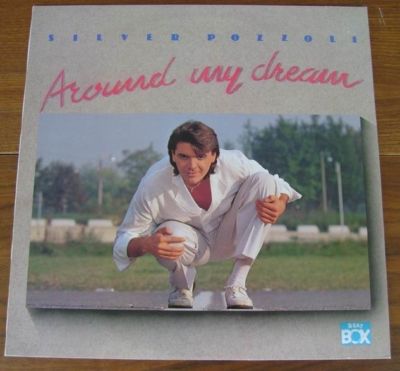 SILVER POZZOLI
Around my dream
BEAT
BOX